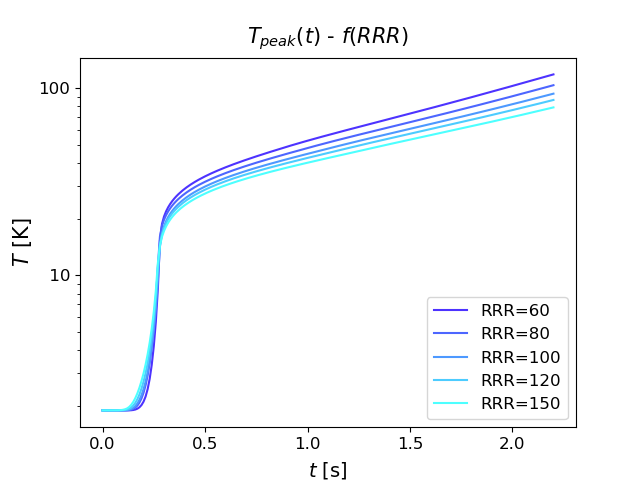 T_peak(t) - f(RRR)
T [K]
100
10
0.0 0.5 1.0 1.5 2.0
t [s]
RRR=60
RRR=80
RRR=100
RRR=120
RRR=150